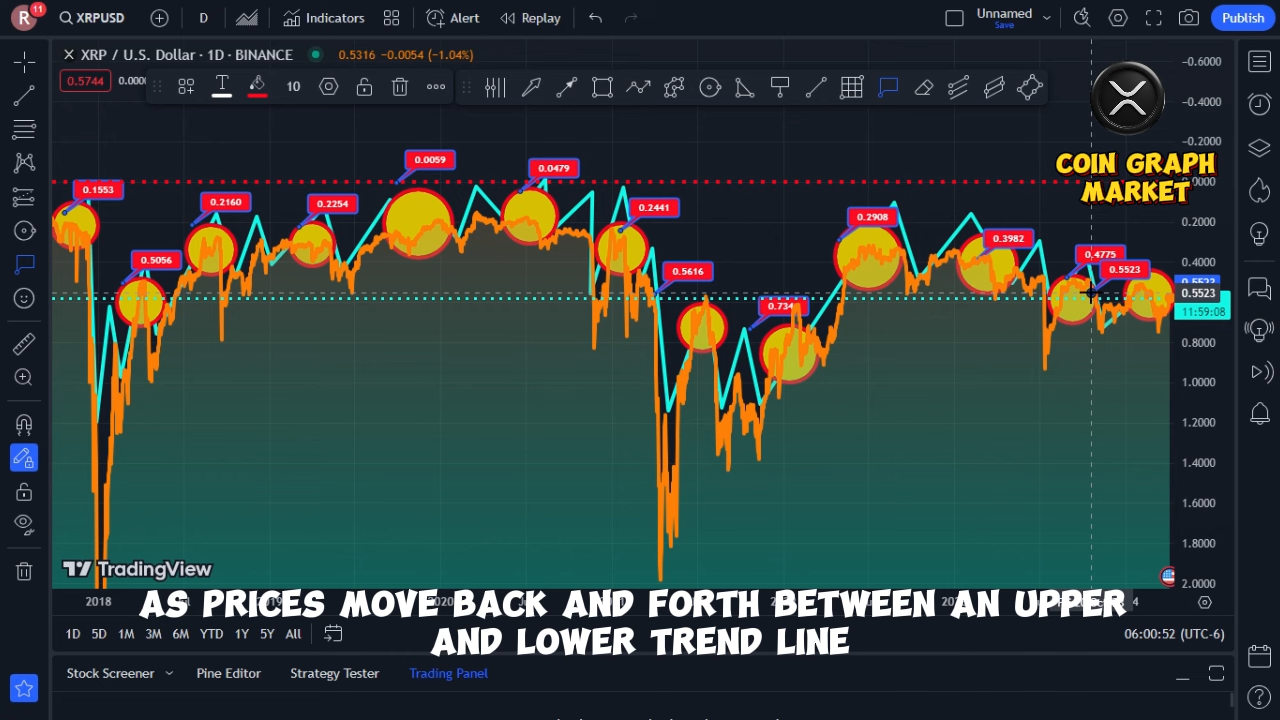 R
11
XRPUSD
D
Indicators
Alert
Replay
Unnamed
Save
Publish
XRP / U.S. Dollar · 1D · BINANCE
0.5316 −0.0054 (−1.04%)
0.5744
10
−0.6000
−0.4000
−0.2000
COIN GRAPH
MARKET
0.0059
0.0479
0.1553
0.2160
0.2254
0.2441
0.2908
0.2000
0.3982
0.5056
0.5616
0.4775
0.5523
0.4000
0.5523
11:59:08
0.8000
1.0000
1.2000
1.4000
1.6000
1.8000
2.0000
TradingView
2018
AS PRICES MOVE BACK AND FORTH BETWEEN AN UPPER
AND LOWER TREND LINE
1D 5D 1M 3M 6M YTD 1Y 5Y All
06:00:52 (UTC-6)
Stock Screener
Pine Editor
Strategy Tester
Trading Panel